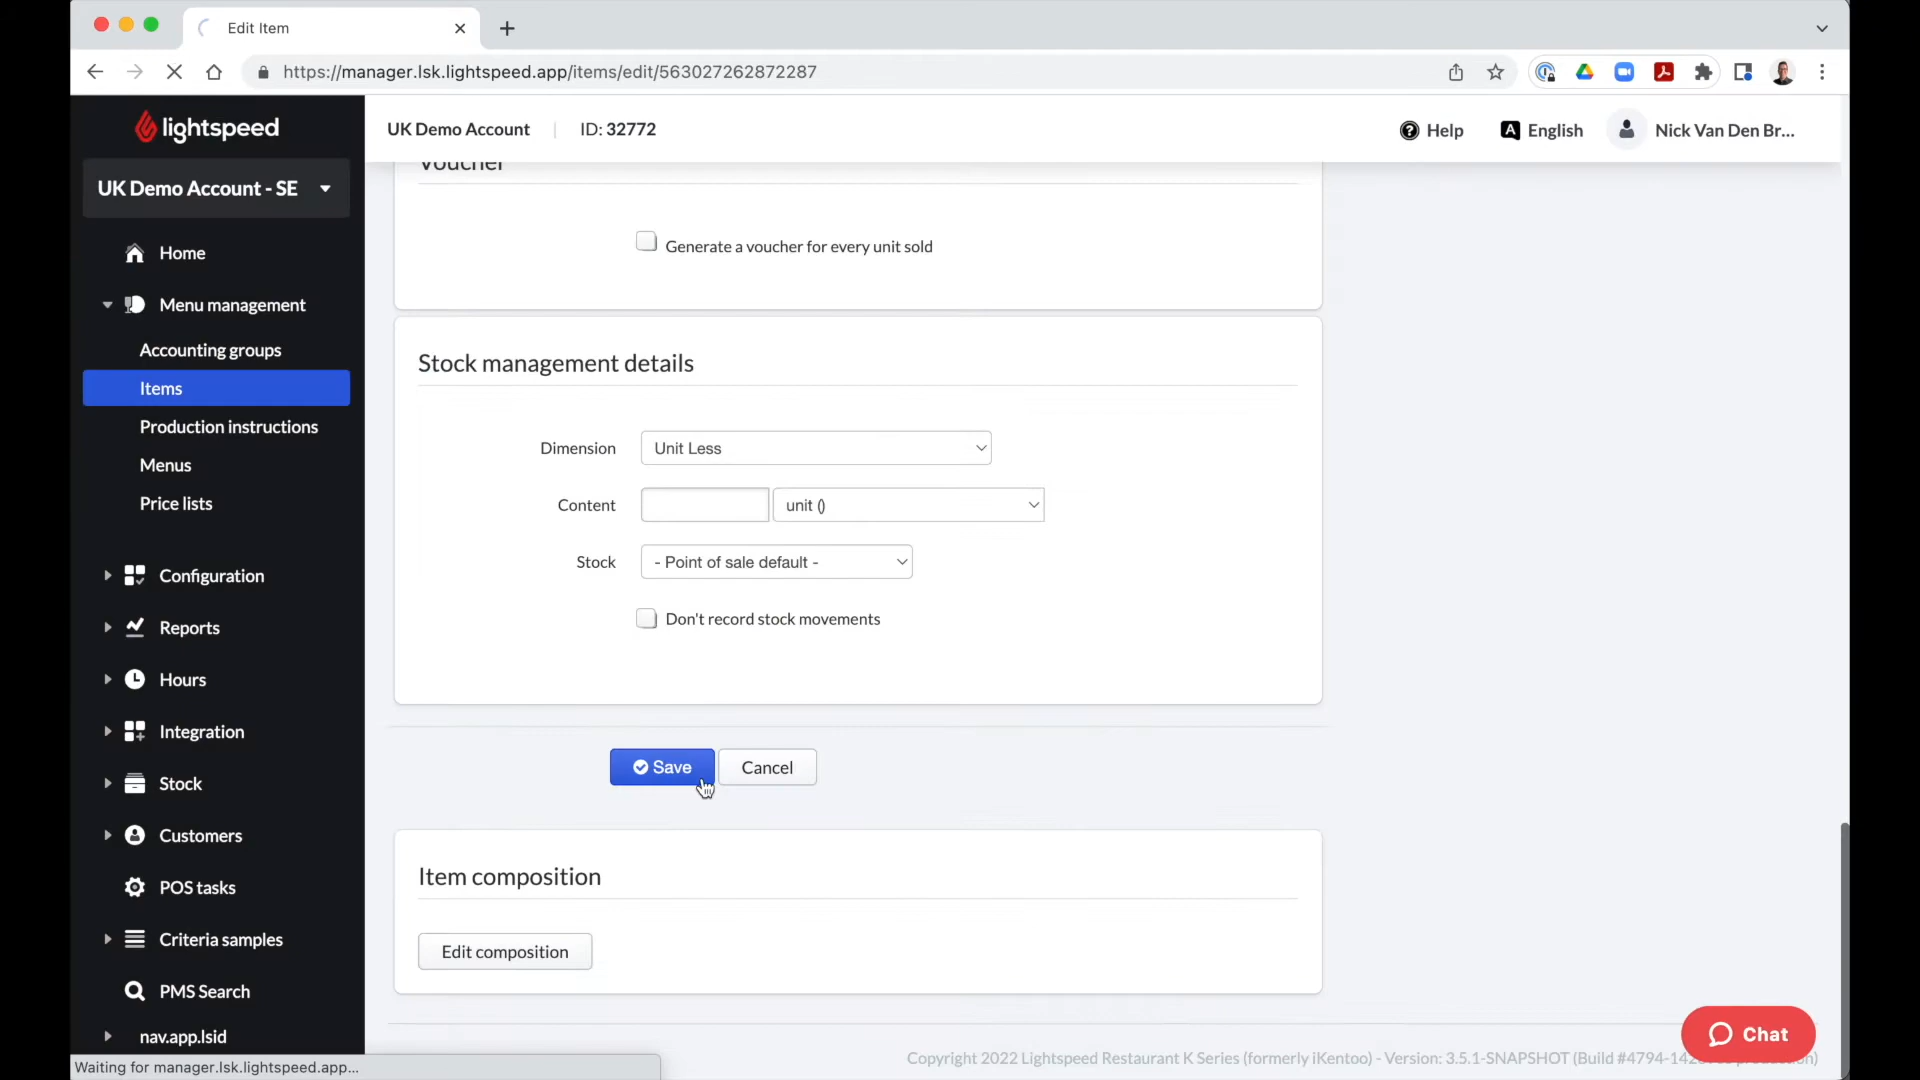 Edit Item
https://manager.lsk.lightspeed.app/items/edit/563027262872287
lightspeed
UK Demo Account | ID: 32772
Help
English
Nick Van Den Br...
UK Demo Account - SE
Home
Menu management
Accounting groups
Items
Production instructions
Menus
Price lists
Configuration
Reports
Hours
Integration
Stock
Customers
POS tasks
Criteria samples
PMS Search
nav.app.lsid
Waiting for manager.lsk.lightspeed.app...
Voucher
Generate a voucher for every unit sold
Stock management details
Dimension Unit Less
Content unit ()
Stock - Point of sale default -
Don't record stock movements
Save Cancel
Item composition
Edit composition
Chat
Copyright 2022 Lightspeed Restaurant K Series (formerly iKentoo) - Version: 3.5.1-SNAPSHOT (Build #4794-142